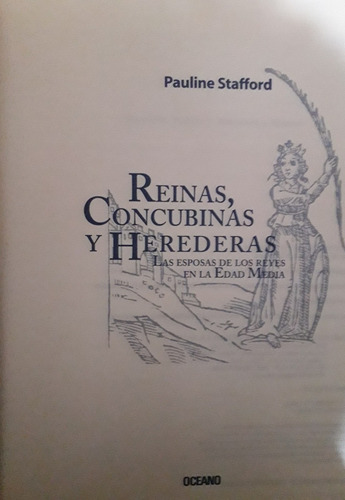 Pauline Stafford
REINAS,
CONCUBINAS
Y HEREDERAS
LAS ESPOSAS DE LOS REYES
EN LA EDAD MEDIA
OCEANO